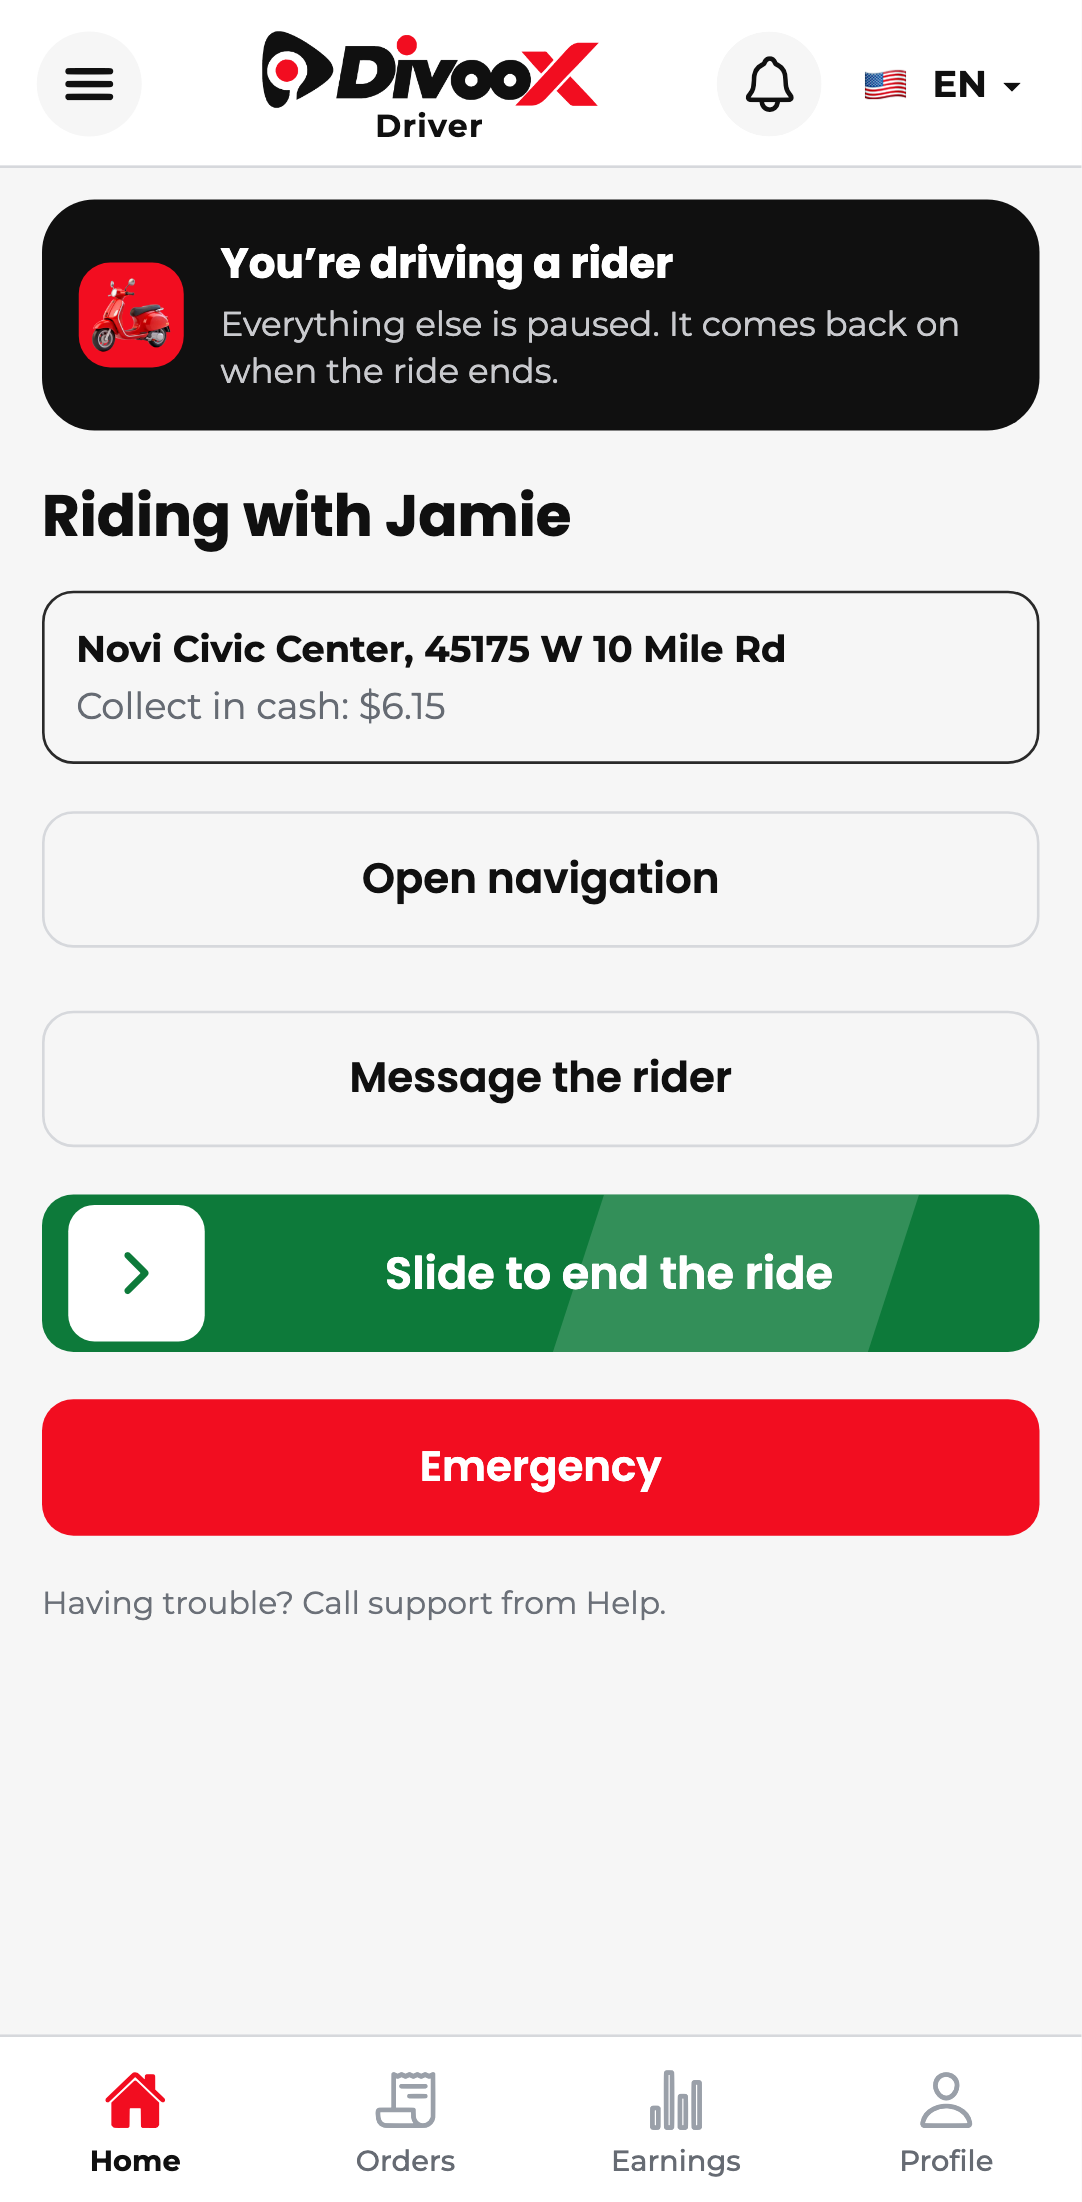 DivooX
Driver
EN
You’re driving a rider
Everything else is paused. It comes back on
when the ride ends.
Riding with Jamie
Novi Civic Center, 45175 W 10 Mile Rd
Collect in cash: $6.15
Open navigation
Message the rider
Slide to end the ride
Emergency
Having trouble? Call support from Help.
Home
Orders
Earnings
Profile